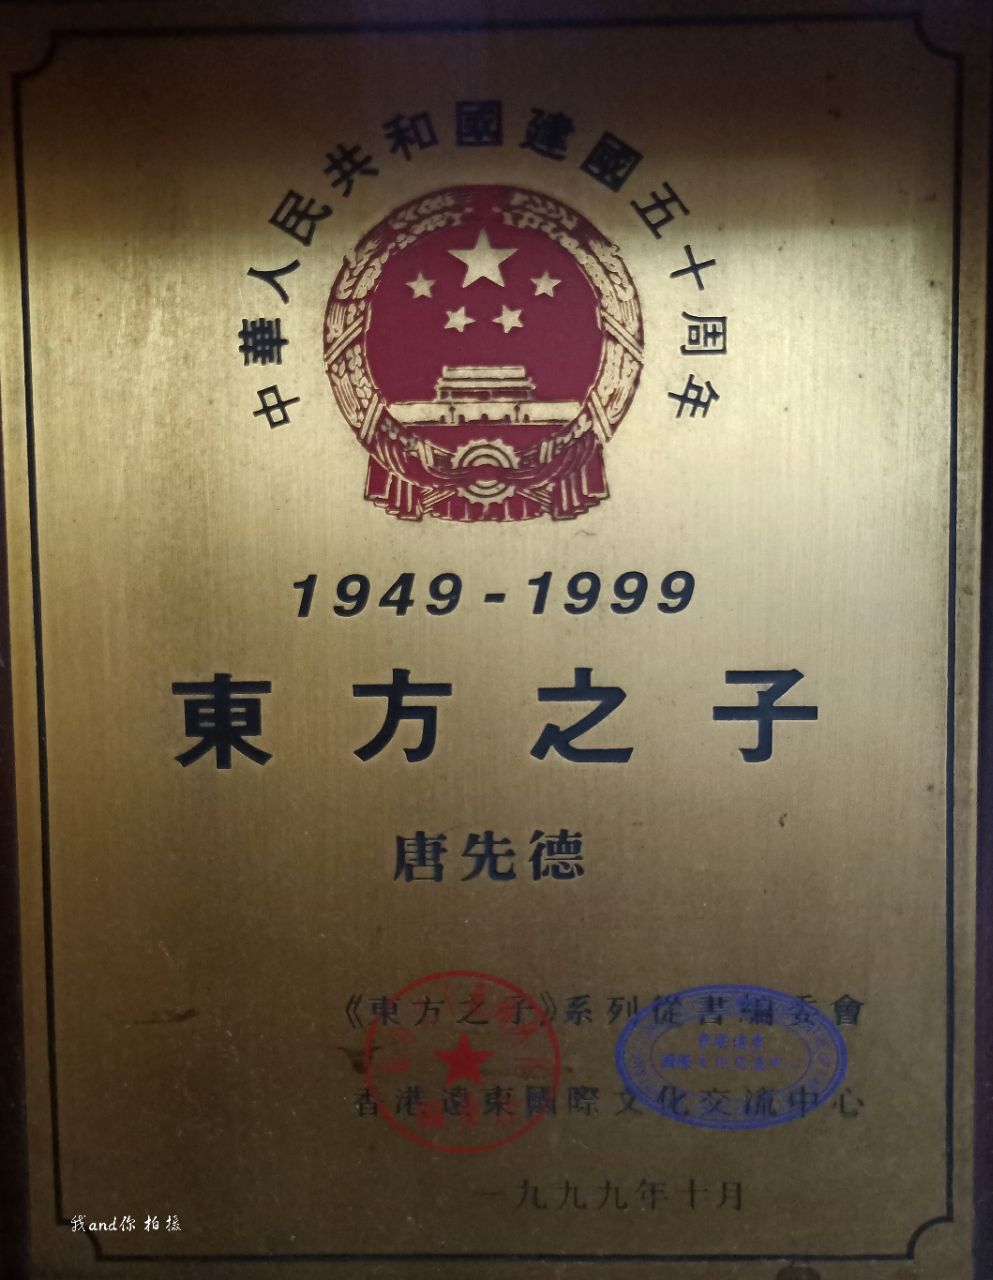 中華人民共和國建國五十周年
1949-1999
東方之子
唐先德
《東方之子》系列從書編委會
香港遠東國際文化交流中心
一九九九年十月
我and你 拍摄